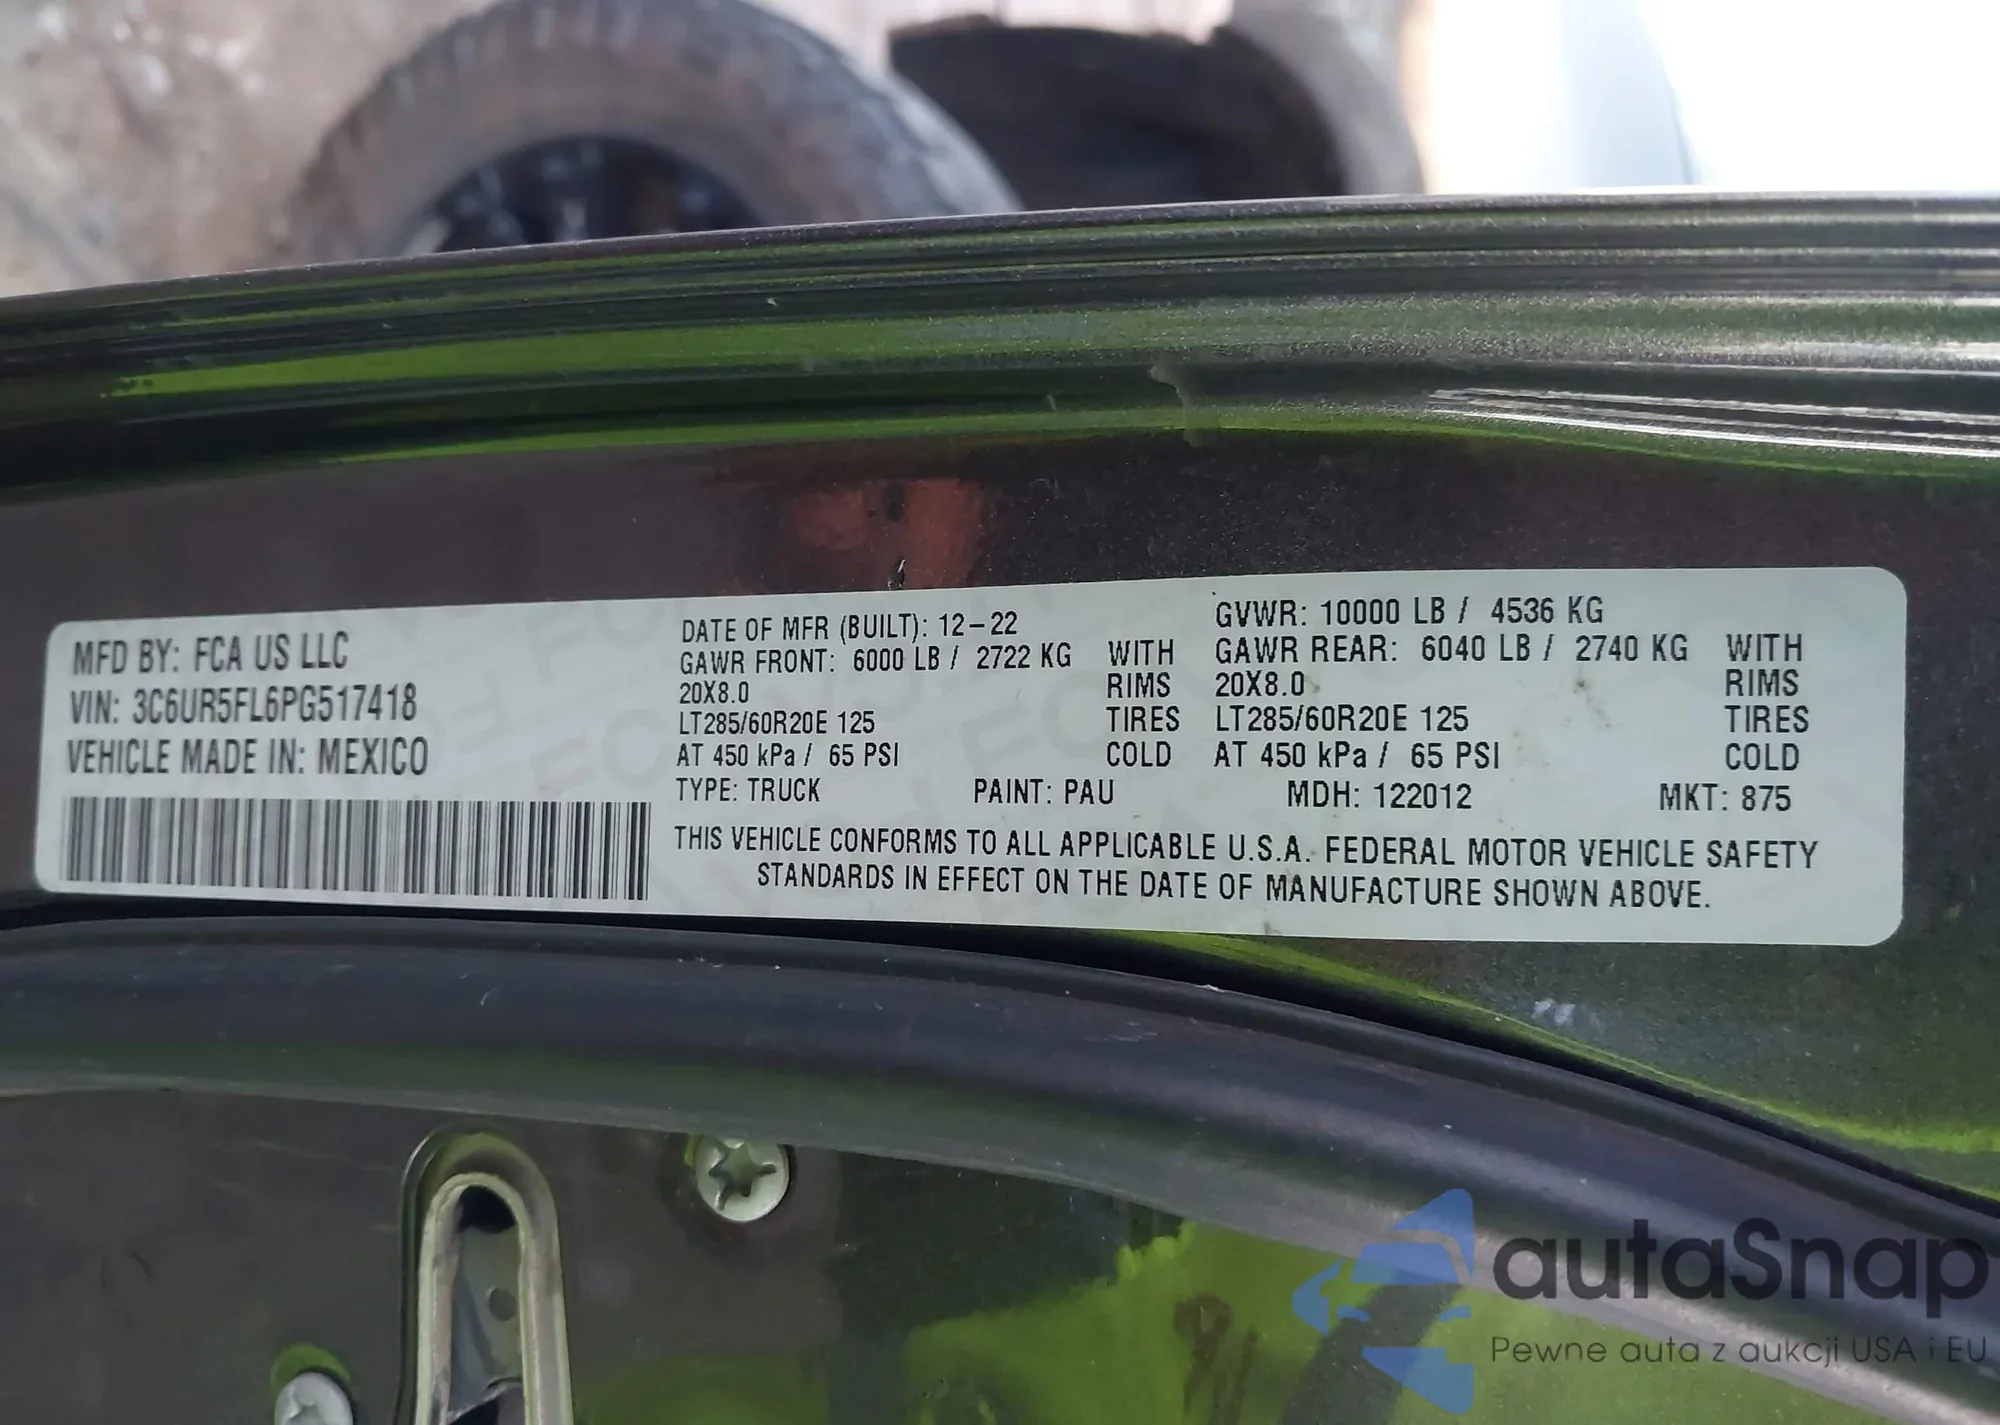 MFD BY: FCA US LLC
VIN: 3C6UR5FL6PG517418
VEHICLE MADE IN: MEXICO
DATE OF MFR (BUILT): 12-22 GVWR: 10000 LB / 4536 KG
GAWR FRONT: 6000 LB / 2722 KG WITH GAWR REAR: 6040 LB / 2740 KG WITH
20X8.0 RIMS 20X8.0 RIMS
LT285/60R20E 125 TIRES LT285/60R20E 125 TIRES
AT 450 kPa / 65 PSI COLD AT 450 kPa / 65 PSI COLD
TYPE: TRUCK PAINT: PAU MDH: 122012 MKT: 875
THIS VEHICLE CONFORMS TO ALL APPLICABLE U.S.A. FEDERAL MOTOR VEHICLE SAFETY
STANDARDS IN EFFECT ON THE DATE OF MANUFACTURE SHOWN ABOVE.
autaSnap
Pewne auta z aukcji USA i EU